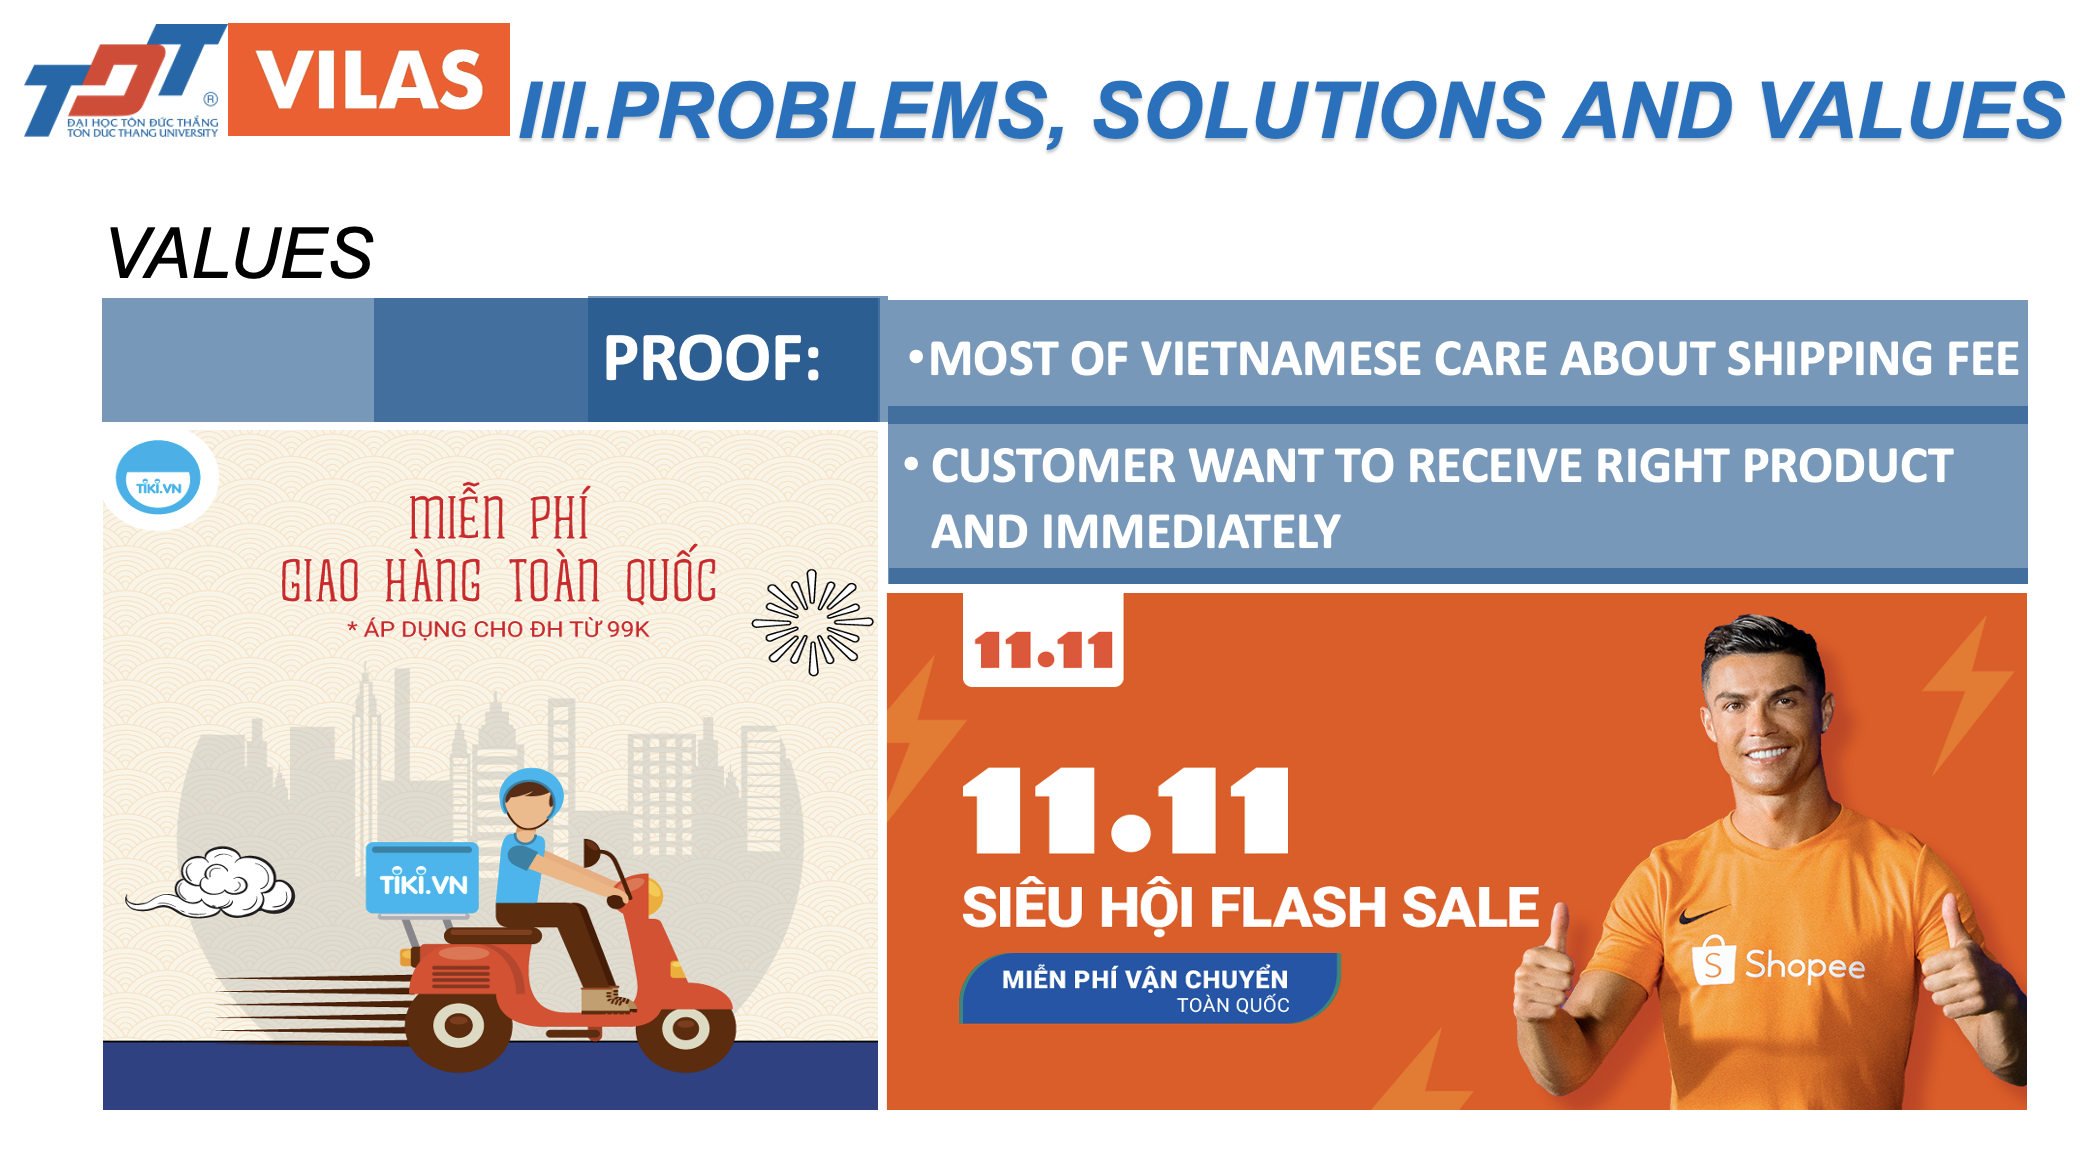 TDT
®
ĐẠI HỌC TÔN ĐỨC THẮNG
TON DUC THANG UNIVERSITY
VILAS
III.PROBLEMS, SOLUTIONS AND VALUES
VALUES
PROOF:
•MOST OF VIETNAMESE CARE ABOUT SHIPPING FEE
• CUSTOMER WANT TO RECEIVE RIGHT PRODUCT
AND IMMEDIATELY
TiKi.VN
MIỄN PHÍ
GIAO HÀNG TOÀN QUỐC
* ÁP DỤNG CHO ĐH TỪ 99K
TiKi.VN
11.11
11.11
SIÊU HỘI FLASH SALE
MIỄN PHÍ VẬN CHUYỂN
TOÀN QUỐC
S Shopee